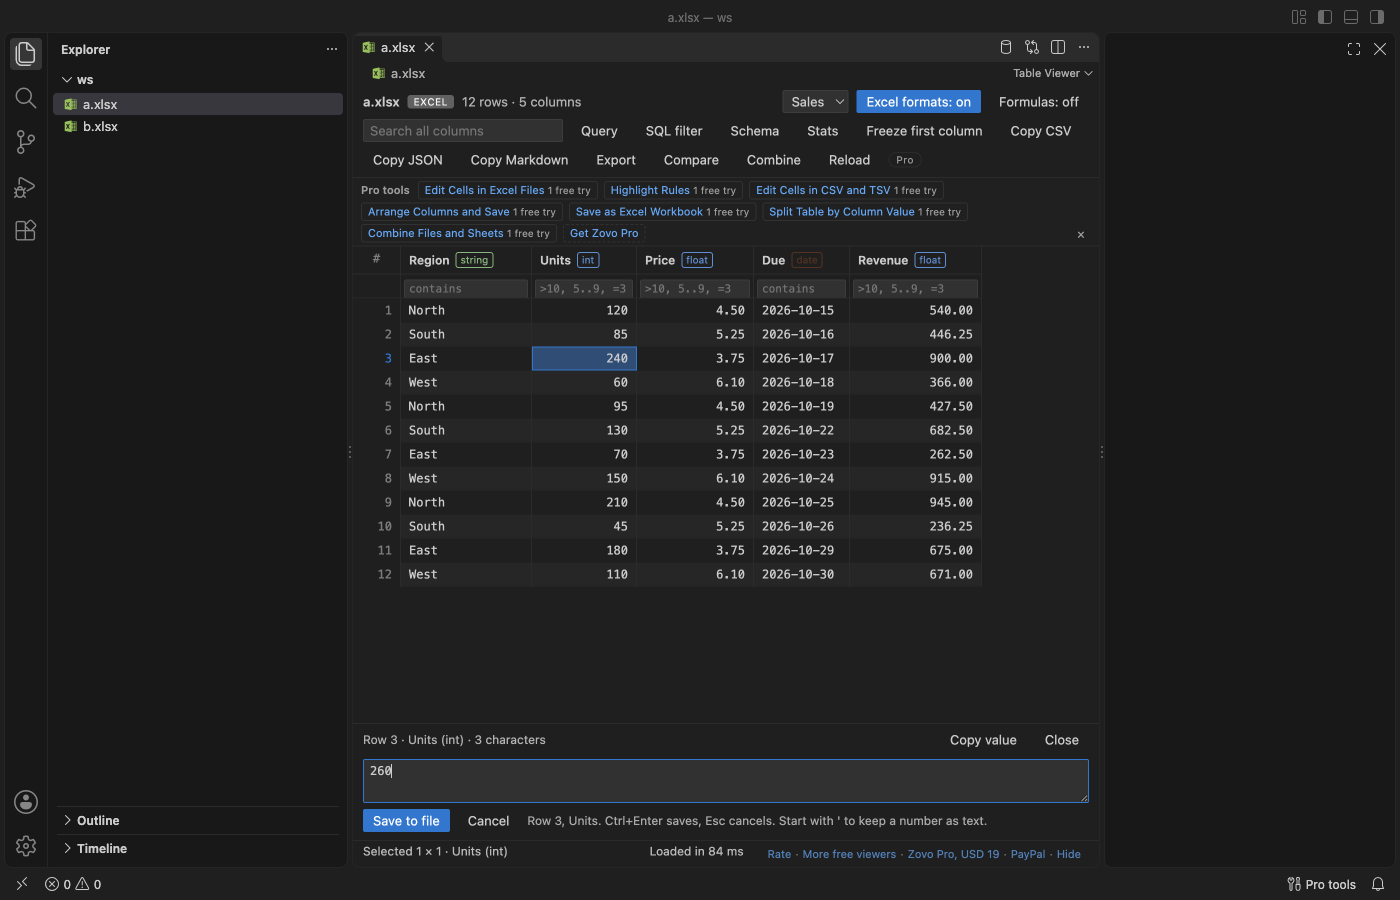 a.xlsx — ws
Explorer
ws
a.xlsx
b.xlsx
Outline
Timeline
a.xlsx
a.xlsx
Table Viewer
a.xlsx EXCEL 12 rows · 5 columns Sales Excel formats: on Formulas: off
Search all columns Query SQL filter Schema Stats Freeze first column Copy CSV
Copy JSON Copy Markdown Export Compare Combine Reload Pro
Pro tools Edit Cells in Excel Files 1 free try Highlight Rules 1 free try Edit Cells in CSV and TSV 1 free try
Arrange Columns and Save 1 free try Save as Excel Workbook 1 free try Split Table by Column Value 1 free try
Combine Files and Sheets 1 free try Get Zovo Pro ×
# Region string Units int Price float Due date Revenue float
contains >10, 5..9, =3 >10, 5..9, =3 contains >10, 5..9, =3
1 North 120 4.50 2026-10-15 540.00
2 South 85 5.25 2026-10-16 446.25
3 East 240 3.75 2026-10-17 900.00
4 West 60 6.10 2026-10-18 366.00
5 North 95 4.50 2026-10-19 427.50
6 South 130 5.25 2026-10-22 682.50
7 East 70 3.75 2026-10-23 262.50
8 West 150 6.10 2026-10-24 915.00
9 North 210 4.50 2026-10-25 945.00
10 South 45 5.25 2026-10-26 236.25
11 East 180 3.75 2026-10-29 675.00
12 West 110 6.10 2026-10-30 671.00
Row 3 · Units (int) · 3 characters Copy value Close
260
Save to file Cancel Row 3, Units. Ctrl+Enter saves, Esc cancels. Start with ' to keep a number as text.
Selected 1 × 1 · Units (int) Loaded in 84 ms Rate · More free viewers · Zovo Pro, USD 19 · PayPal · Hide
0 0 Pro tools